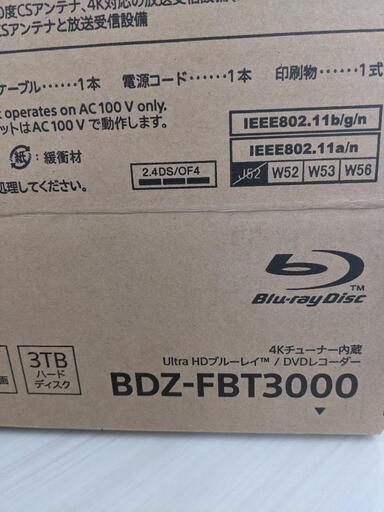 0度CSアンテナ、4K対応の放送受信設備、
CSアンテナと放送受信設備
ケーブル……1本 電源コード……1本 印刷物……1式
operates on AC 100 V only.
ットはAC 100 V で動作します。
紙：緩衝材
処理してください。
2.4DS/OF4
IEEE802.11b/g/n
IEEE802.11a/n
J52 W52 W53 W56
Blu-ray Disc
TM
4Kチューナー内蔵
Ultra HDブルーレイ™ / DVDレコーダー
BDZ-FBT3000
3TB
ハード
ディスク
画